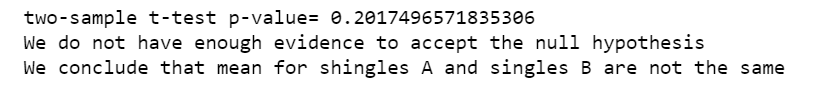 two-sample t-test p-value= 0.2017496571835306
We do not have enough evidence to accept the null hypothesis
We conclude that mean for shingles A and singles B are not the same